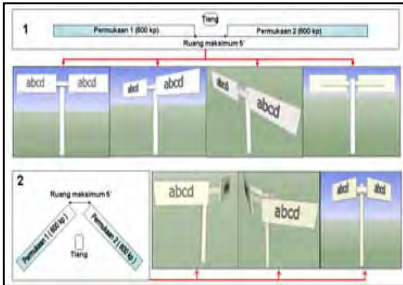 1
Tiang
Permukaan 1 (600 kp)
Permukaan 2 (600 kp)
Ruang maksimum 6'
abcd abcd
abcd abcd
abcd abcd
2
Ruang maksimum 6'
Permukaan 1 (600 kp)
Permukaan 2 (600 kp)
Tiang
abcd
abcd
abcd abcd